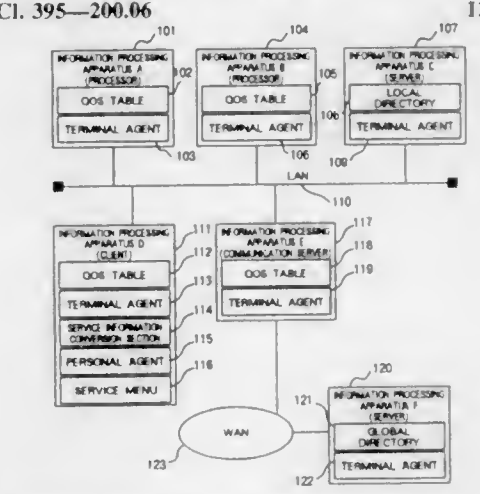 Cl. 395—200.06
101
INFORMATION PROCESSING
APPARATUS A
(PROCESSOR)
102
QOS TABLE
TERMINAL AGENT
103
104
INFORMATION PROCESSING
APPARATUS B
(PROCESSOR)
105
QOS TABLE
TERMINAL AGENT
106
107
INFORMATION PROCESSING
APPARATUS C
(SERVER)
LOCAL
DIRECTORY
TERMINAL AGENT
109
LAN
110
INFORMATION PROCESSING
APPARATUS D
(CLIENT)
111
112
QOS TABLE
113
TERMINAL AGENT
114
SERVICE INFORMATION
CONVERSION SECTION
115
PERSONAL AGENT
116
SERVICE MENU
117
INFORMATION PROCESSING
APPARATUS E
(COMMUNICATION SERVER)
118
QOS TABLE
119
TERMINAL AGENT
WAN
123
120
INFORMATION PROCESSING
APPARATUS F
(SERVER)
121
GLOBAL
DIRECTORY
TERMINAL AGENT
122